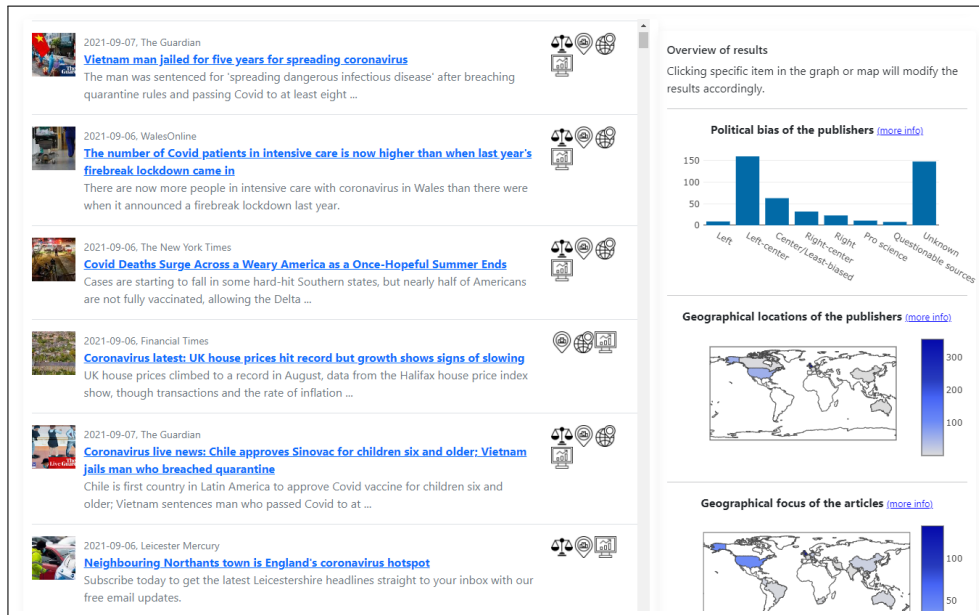 2021-09-07, The Guardian
Vietnam man jailed for five years for spreading coronavirus
The man was sentenced for 'spreading dangerous infectious disease' after breaching
quarantine rules and passing Covid to at least eight ...
2021-09-06, WalesOnline
The number of Covid patients in intensive care is now higher than when last year's
firebreak lockdown came in
There are now more people in intensive care with coronavirus in Wales than there were
when it announced a firebreak lockdown last year.
2021-09-06, The New York Times
Covid Deaths Surge Across a Weary America as a Once-Hopeful Summer Ends
Cases are starting to fall in some hard-hit Southern states, but nearly half of Americans
are not fully vaccinated, allowing the Delta ...
2021-09-06, Financial Times
Coronavirus latest: UK house prices hit record but growth shows signs of slowing
UK house prices climbed to a record in August, data from the Halifax house price index
show, though transactions and the rate of inflation ...
2021-09-07, The Guardian
Coronavirus live news: Chile approves Sinovac for children six and older; Vietnam
jails man who breached quarantine
Chile is first country in Latin America to approve Covid vaccine for children six and
older; Vietnam sentences man who passed Covid to at ...
2021-09-06, Leicester Mercury
Neighbouring Northants town is England's coronavirus hotspot
Subscribe today to get the latest Leicestershire headlines straight to your inbox with our
free email updates.
Overview of results
Clicking specific item in the graph or map will modify the
results accordingly.
Political bias of the publishers (more info)
150
100
50
0
Left
Left-center
Center/Least-biased
Right-center
Right
Pro science
Questionable sources
Unknown
Geographical locations of the publishers (more info)
300
200
100
Geographical focus of the articles (more info)
100
50